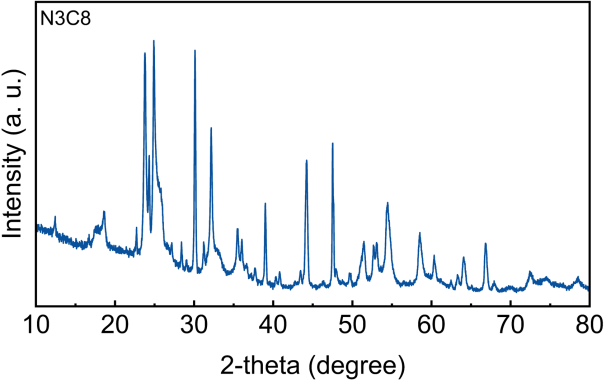 N3C8
Intensity (a. u.)
10 20 30 40 50 60 70 80
2-theta (degree)